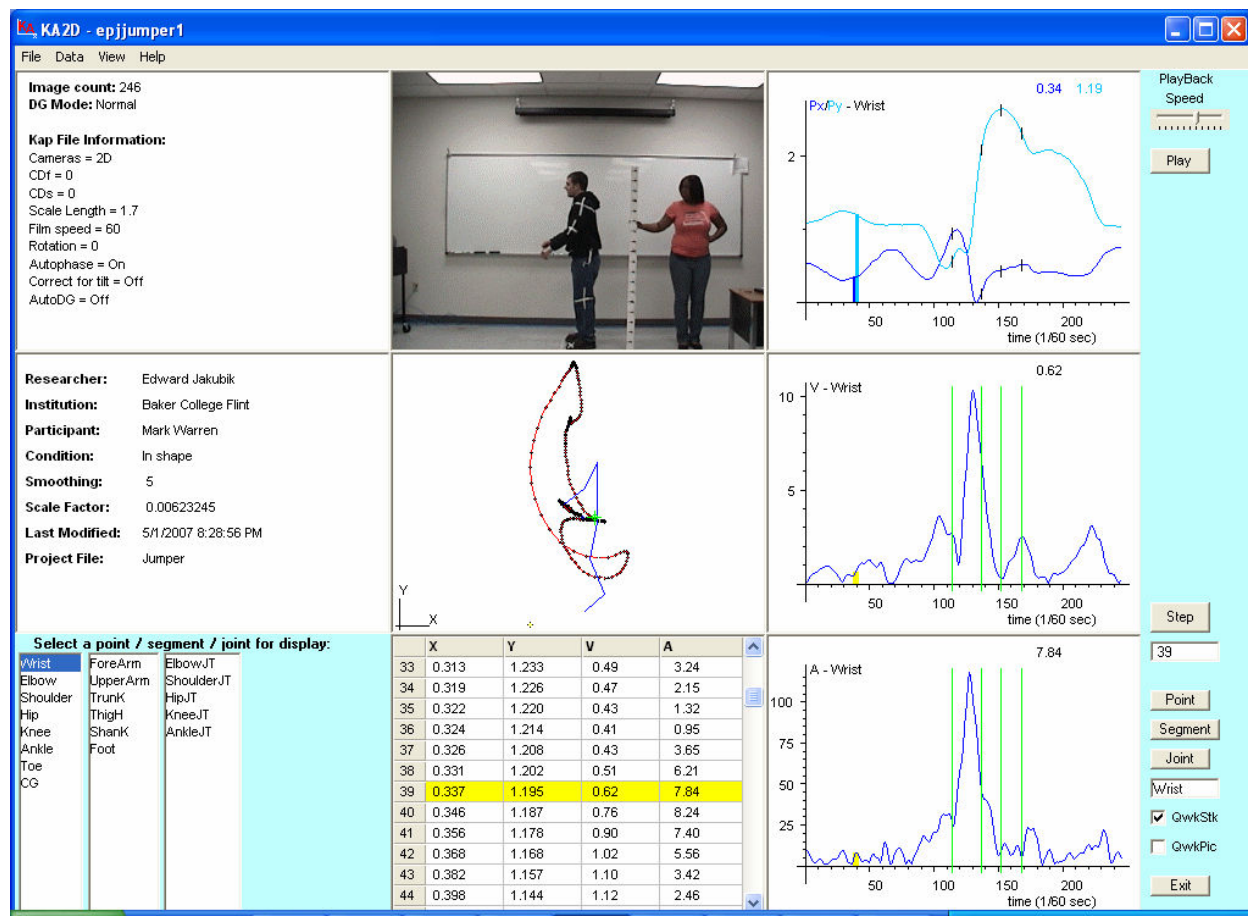 KA2D - epjjumper1
File Data View Help
Image count: 246
DG Mode: Normal
Kap File Information:
Cameras = 2D
CDf = 0
CDs = 0
Scale Length = 1.7
Film speed = 60
Rotation = 0
Autophase = On
Correct for tilt = Off
AutoDG = Off
0.34 1.19
Px/Py - Wrist
2
50 100 150 200
time (1/60 sec)
PlayBack
Speed
Play
Researcher: Edward Jakubik
Institution: Baker College Flint
Participant: Mark Warren
Condition: In shape
Smoothing: 5
Scale Factor: 0.00623245
Last Modified: 5/1/2007 8:28:56 PM
Project File: Jumper
Y
X
0.62
V - Wrist
10
5
50 100 150 200
time (1/60 sec)
Step
39
Point
Segment
Joint
Wrist
QwkStk
QwkPic
Exit
Select a point / segment / joint for display:
Wrist ForeArm ElbowJT
Elbow UpperArm ShoulderJT
Shoulder TrunK HipJT
Hip ThigH KneeJT
Knee ShanK AnkleJT
Ankle Foot
Toe
CG
X Y V A
33 0.313 1.233 0.49 3.24
34 0.319 1.226 0.47 2.15
35 0.322 1.220 0.43 1.32
36 0.324 1.214 0.41 0.95
37 0.326 1.208 0.43 3.65
38 0.331 1.202 0.51 6.21
39 0.337 1.195 0.62 7.84
40 0.346 1.187 0.76 8.24
41 0.356 1.178 0.90 7.40
42 0.368 1.168 1.02 5.56
43 0.382 1.157 1.10 3.42
44 0.398 1.144 1.12 2.46
7.84
A - Wrist
100
75
50
25
50 100 150 200
time (1/60 sec)